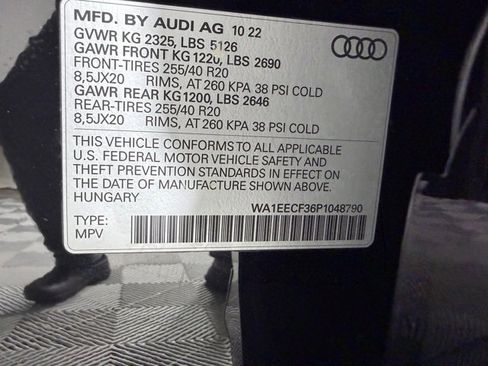 MFD. BY AUDI AG 10 22
GVWR KG 2325, LBS 5126
GAWR FRONT KG 1220, LBS 2690
FRONT-TIRES 255/40 R20
8,5JX20 RIMS, AT 260 KPA 38 PSI COLD
GAWR REAR KG1200, LBS 2646
REAR-TIRES 255/40 R20
8,5JX20 RIMS, AT 260 KPA 38 PSI COLD
THIS VEHICLE CONFORMS TO ALL APPLICABLE
U.S. FEDERAL MOTOR VEHICLE SAFETY AND
THEFT PREVENTION STANDARDS IN EFFECT ON
THE DATE OF MANUFACTURE SHOWN ABOVE.
HUNGARY
WA1EECF36P1048790
TYPE:
MPV